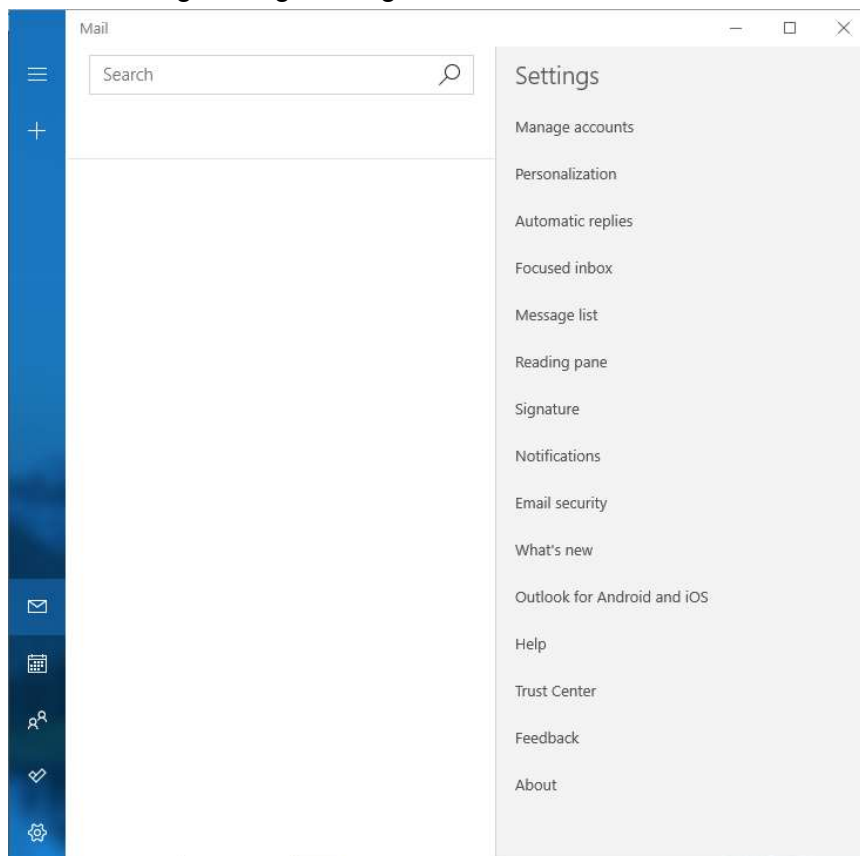 Mail
Search
Settings
Manage accounts
Personalization
Automatic replies
Focused inbox
Message list
Reading pane
Signature
Notifications
Email security
What's new
Outlook for Android and iOS
Help
Trust Center
Feedback
About